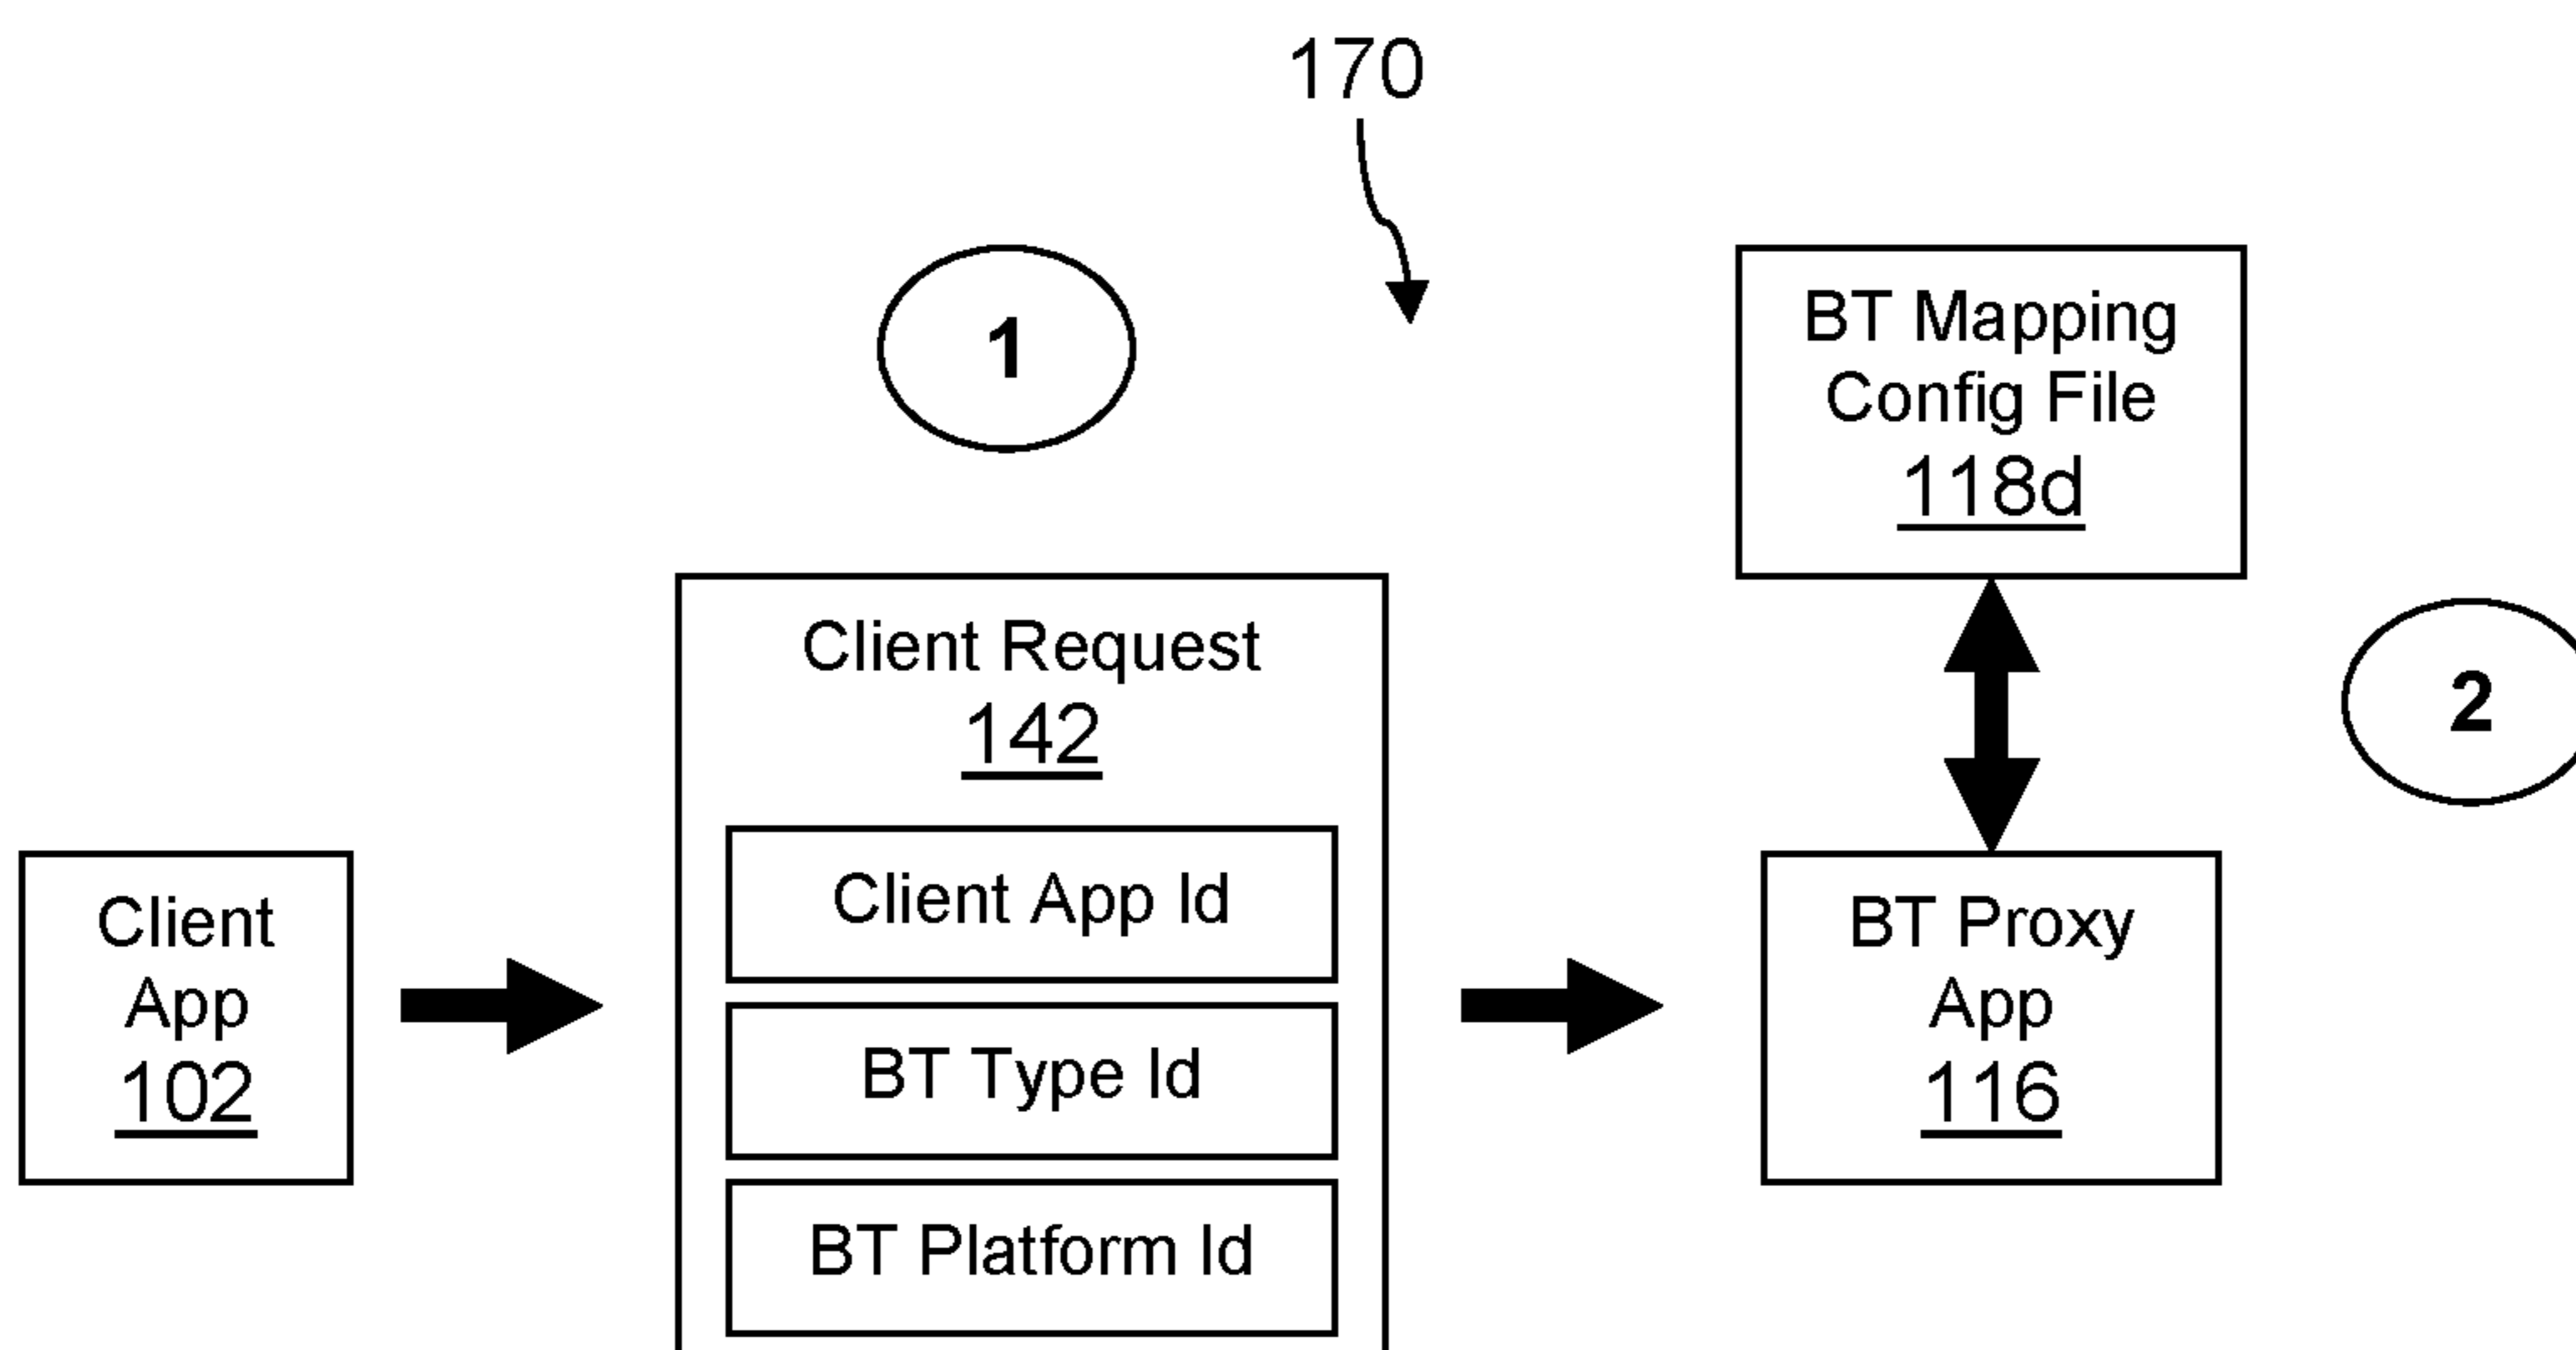 170
1
BT Mapping
Config File
118d
Client Request
142
2
Client App Id
BT Type Id
BT Platform Id
Client
App
102
BT Proxy
App
116